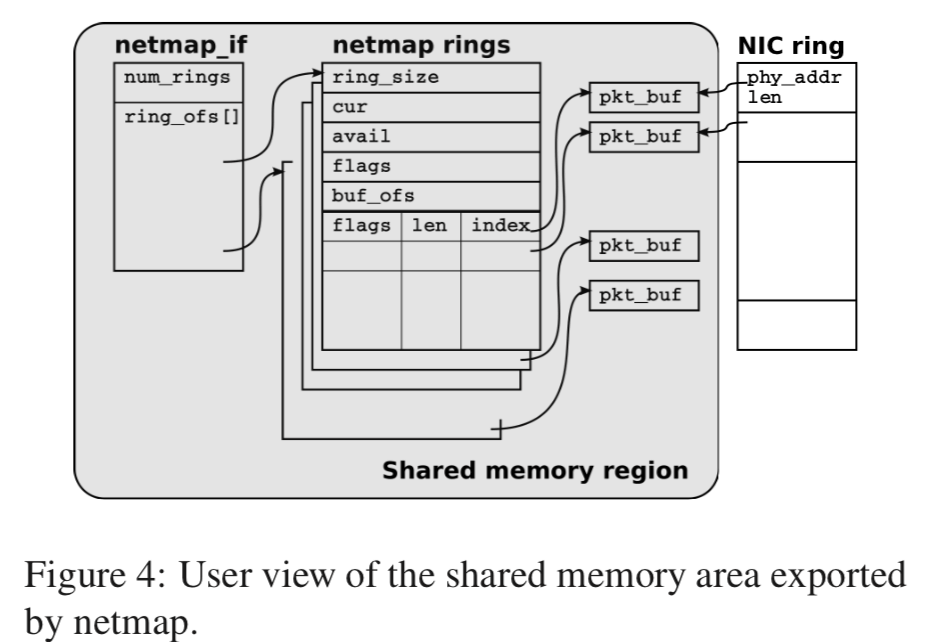 netmap_if
num_rings
ring_ofs[]
netmap rings
ring_size
cur
avail
flags
buf_ofs
flags len index
pkt_buf
pkt_buf
pkt_buf
pkt_buf
NIC ring
phy_addr
len
Shared memory region
Figure 4: User view of the shared memory area exported
by netmap.